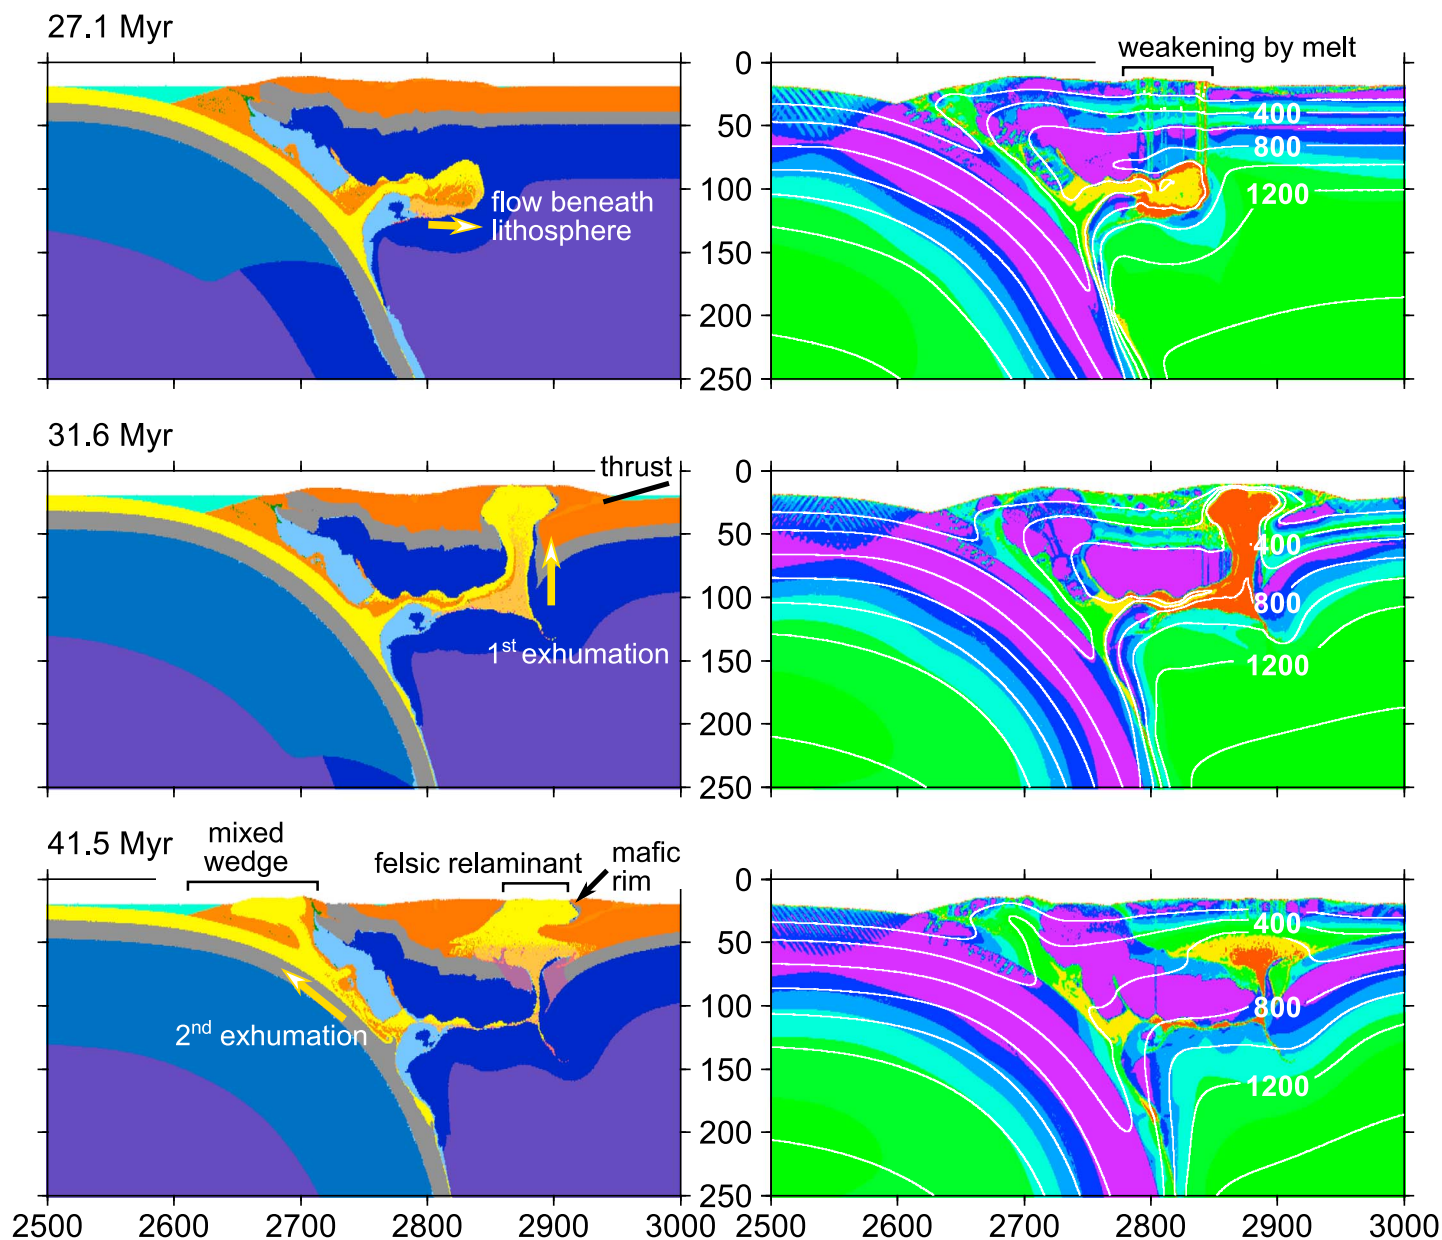 27.1 Myr
weakening by melt
0
50
100
150
200
250
flow beneath
lithosphere
400
800
1200
31.6 Myr
thrust
0
50
100
150
200
250
1st exhumation
400
800
1200
41.5 Myr
mixed
wedge
felsic relaminant
mafic
rim
0
50
100
150
200
250
2nd exhumation
400
800
1200
2500 2600 2700 2800 2900 3000
2500 2600 2700 2800 2900 3000